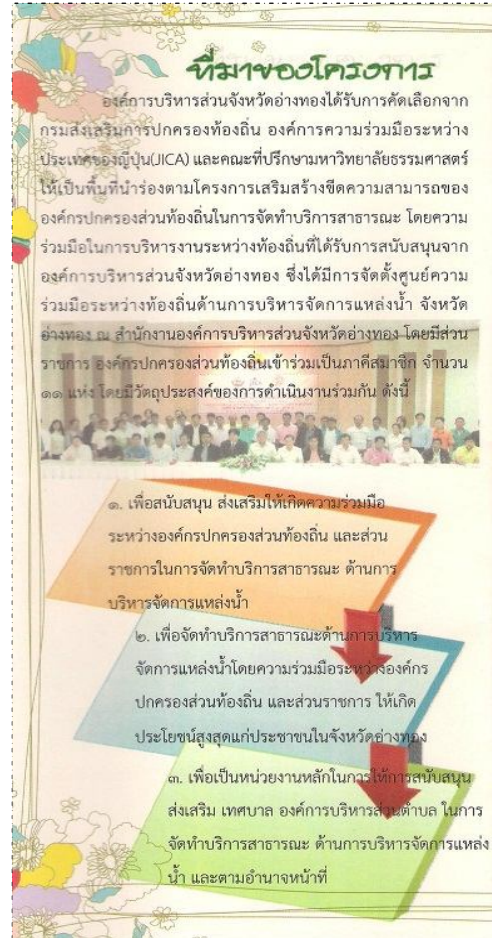 ที่มาของโครงการ
องค์การบริหารส่วนจังหวัดอ่างทองได้รับการคัดเลือกจาก
กรมส่งเสริมการปกครองท้องถิ่น องค์การความร่วมมือระหว่าง
ประเทศของญี่ปุ่น(JICA) และคณะที่ปรึกษามหาวิทยาลัยธรรมศาสตร์
ให้เป็นพื้นที่นำร่องตามโครงการเสริมสร้างขีดความสามารถของ
องค์กรปกครองส่วนท้องถิ่นในการจัดทำบริการสาธารณะ โดยความ
ร่วมมือในการบริหารงานระหว่างท้องถิ่นที่ได้รับการสนับสนุนจาก
องค์การบริหารส่วนจังหวัดอ่างทอง ซึ่งได้มีการจัดตั้งศูนย์ความ
ร่วมมือระหว่างท้องถิ่นด้านการบริหารจัดการแหล่งน้ำ จังหวัด
อ่างทอง ณ สำนักงานองค์การบริหารส่วนจังหวัดอ่างทอง โดยมีส่วน
ราชการ องค์กรปกครองส่วนท้องถิ่นเข้าร่วมเป็นภาคีสมาชิก จำนวน
๑๑ แห่ง โดยมีวัตถุประสงค์ของการดำเนินงานร่วมกัน ดังนี้
๑. เพื่อสนับสนุน ส่งเสริมให้เกิดความร่วมมือ
ระหว่างองค์กรปกครองส่วนท้องถิ่น และส่วน
ราชการในการจัดทำบริการสาธารณะ ด้านการ
บริหารจัดการแหล่งน้ำ
๒. เพื่อจัดทำบริการสาธารณะด้านการบริหาร
จัดการแหล่งน้ำโดยความร่วมมือระหว่างองค์กร
ปกครองส่วนท้องถิ่น และส่วนราชการ ให้เกิด
ประโยชน์สูงสุดแก่ประชาชนในจังหวัดอ่างทอง
๓. เพื่อเป็นหน่วยงานหลักในการให้การสนับสนุน
ส่งเสริม เทศบาล องค์การบริหารส่วนตำบล ในการ
จัดทำบริการสาธารณะ ด้านการบริหารจัดการแหล่ง
น้ำ และตามอำนาจหน้าที่